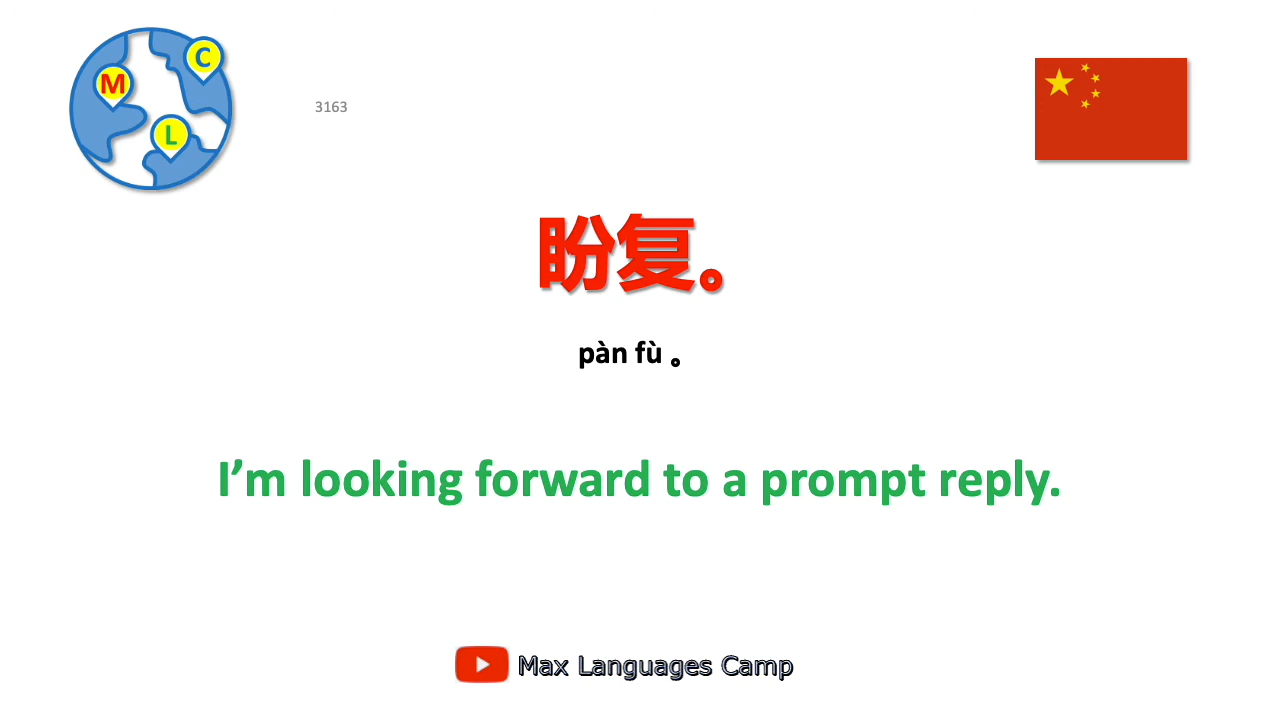 C
M
L
3163
盼复。
pàn fù 。
I’m looking forward to a prompt reply.
Max Languages Camp